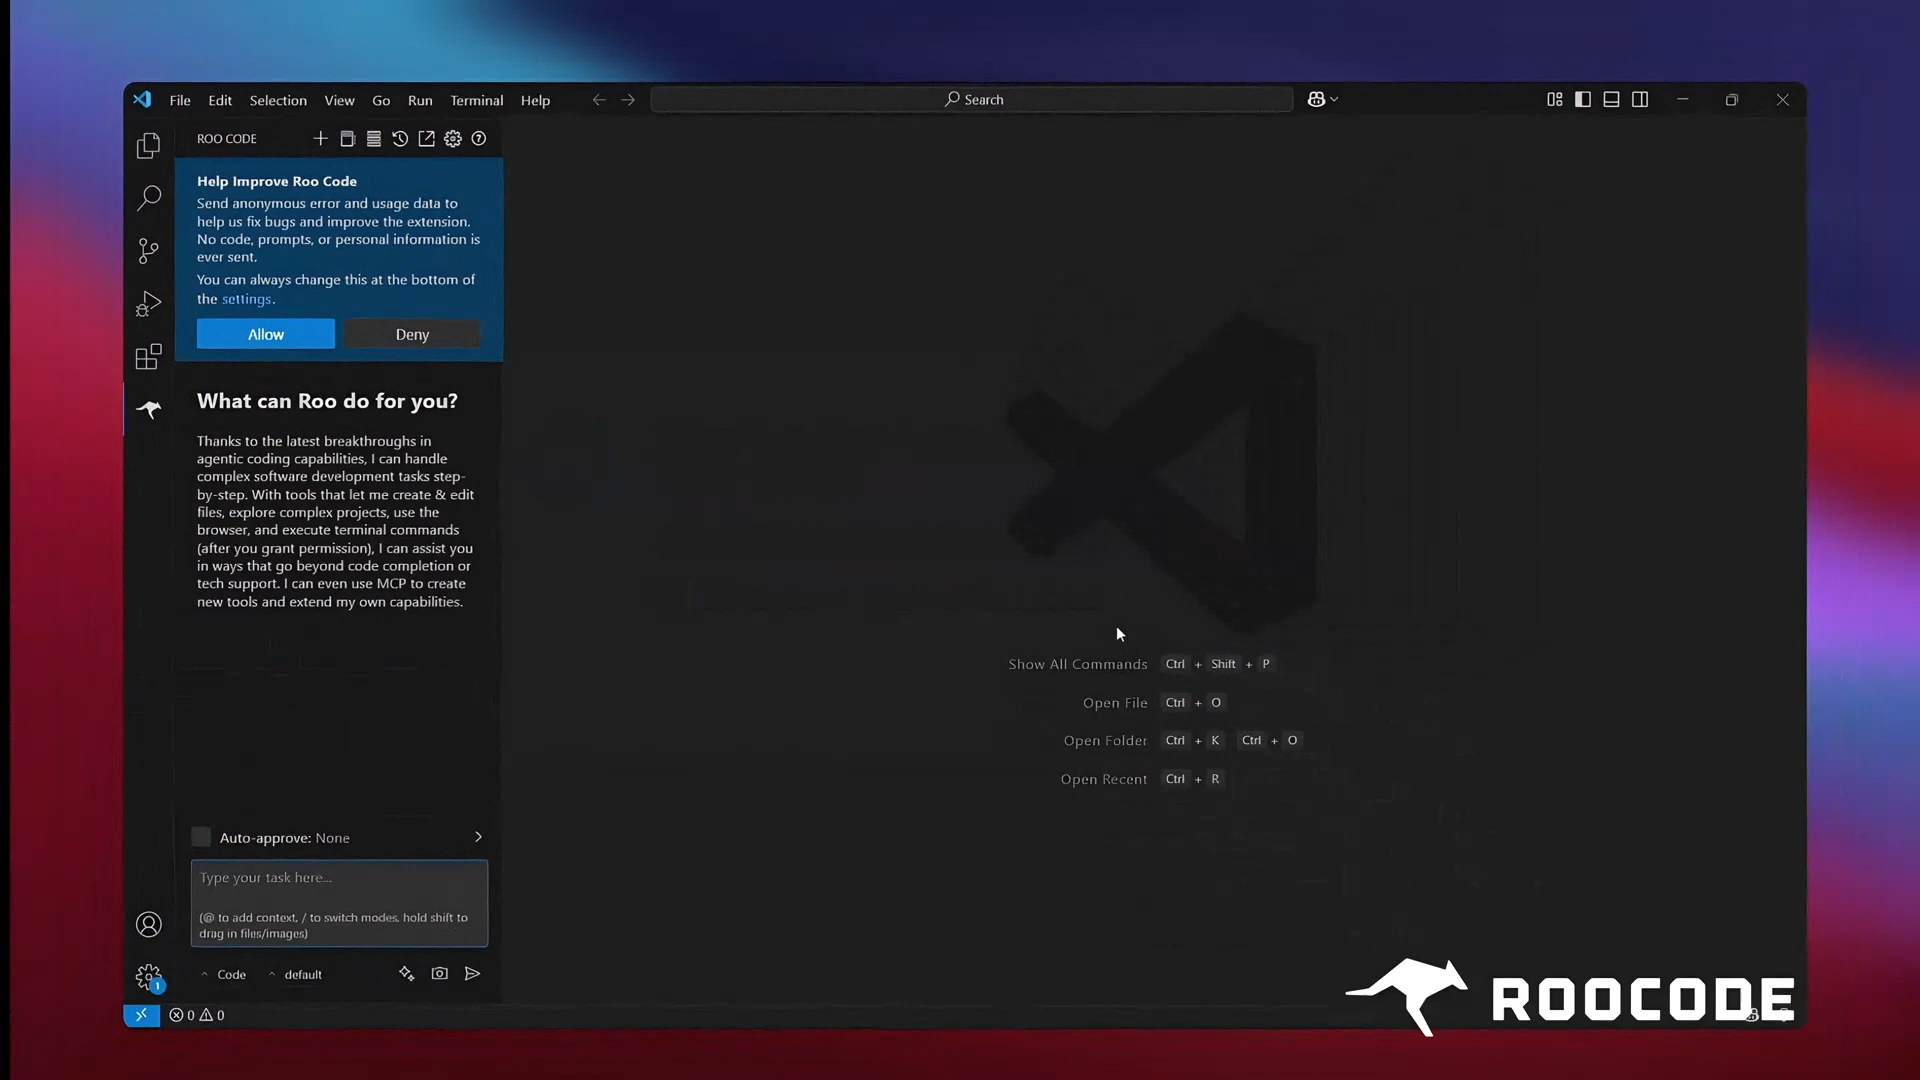 File Edit Selection View Go Run Terminal Help
Search
ROO CODE
Help Improve Roo Code
Send anonymous error and usage data to
help us fix bugs and improve the extension.
No code, prompts, or personal information is
ever sent.
You can always change this at the bottom of
the settings.
Allow Deny
What can Roo do for you?
Thanks to the latest breakthroughs in
agentic coding capabilities, I can handle
complex software development tasks step-
by-step. With tools that let me create & edit
files, explore complex projects, use the
browser, and execute terminal commands
(after you grant permission), I can assist you
in ways that go beyond code completion or
tech support. I can even use MCP to create
new tools and extend my own capabilities.
Show All Commands Ctrl + Shift + P
Open File Ctrl + O
Open Folder Ctrl + K Ctrl + O
Open Recent Ctrl + R
Auto-approve: None
Type your task here...
(@ to add context, / to switch modes, hold shift to
drag in files/images)
Code default
1
0 0
ROOCODE